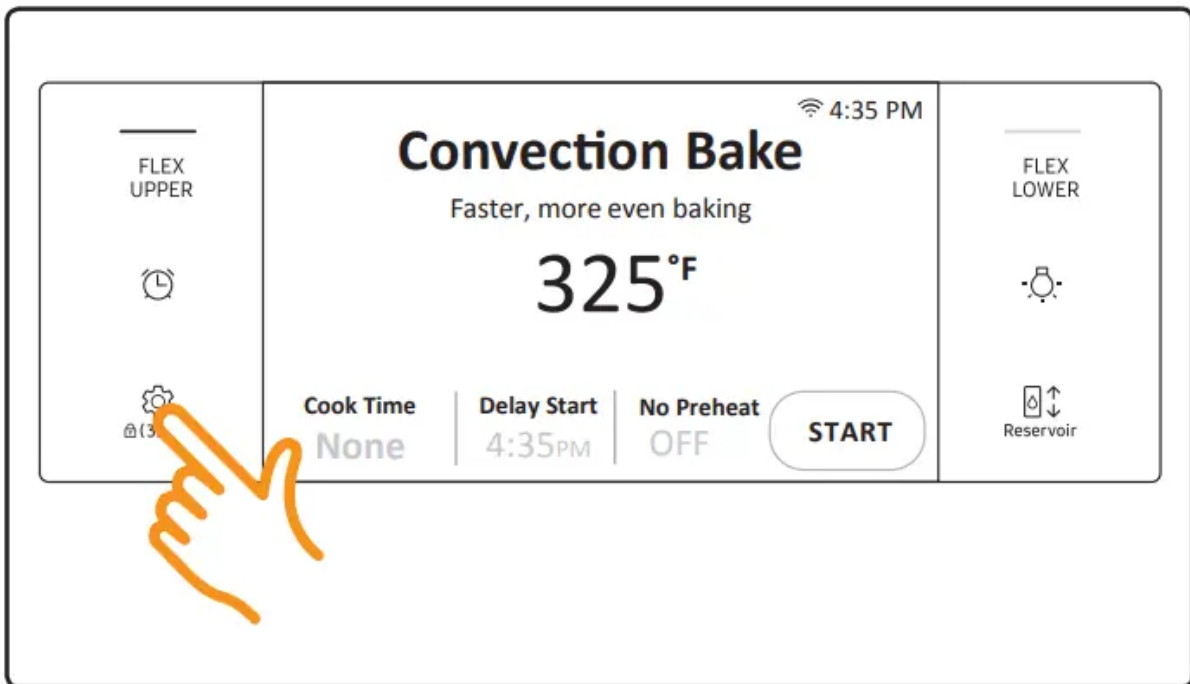 4:35 PM
FLEX
UPPER
Convection Bake
Faster, more even baking
325°F
FLEX
LOWER
(3
Cook Time
None
Delay Start
4:35PM
No Preheat
OFF
START
Reservoir